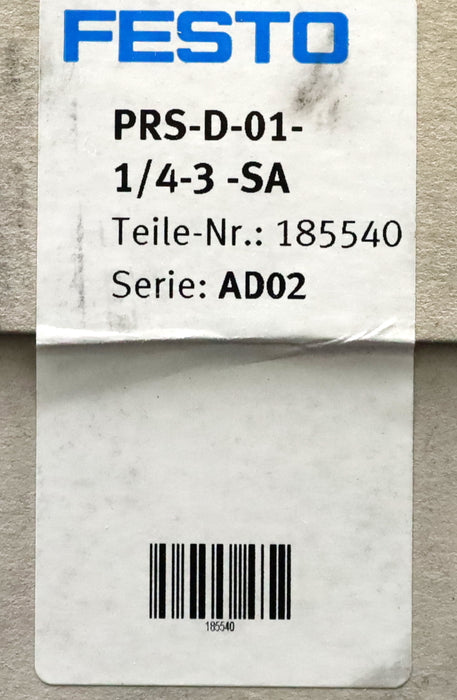 FESTO
PRS-D-01-
1/4-3 -SA
Teile-Nr.: 185540
Serie: AD02
185540